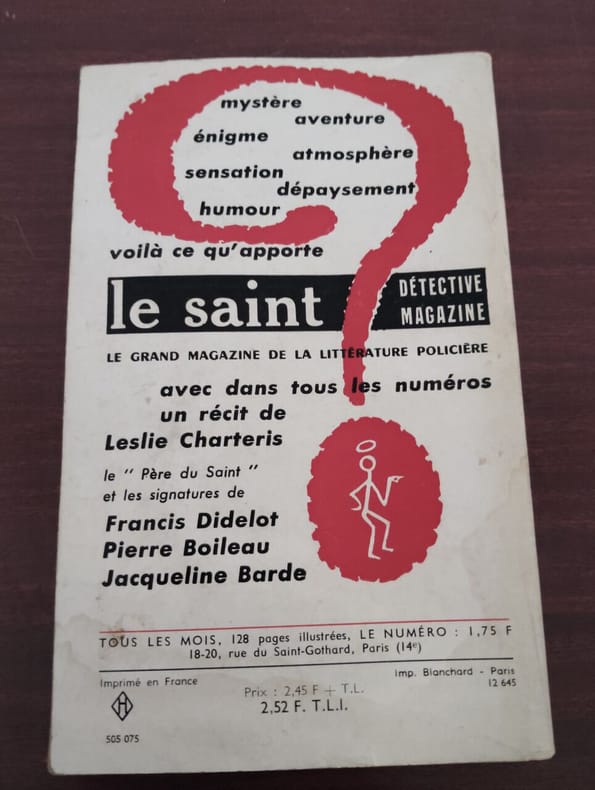 mystère
aventure
énigme
atmosphère
sensation
dépaysement
humour
voilà ce qu'apporte
le saint DÉTECTIVE
MAGAZINE
LE GRAND MAGAZINE DE LA LITTÉRATURE POLICIÈRE
avec dans tous les numéros
un récit de
Leslie Charteris
le " Père du Saint "
et les signatures de
Francis Didelot
Pierre Boileau
Jacqueline Barde
TOUS LES MOIS, 128 pages illustrées, LE NUMÉRO : 1,75 F
18-20, rue du Saint-Gothard, Paris (14e)
Imprimé en France
Imp. Blanchard - Paris
12 645
Prix : 2,45 F + T.L.
2,52 F. T.L.I.
H
505 075